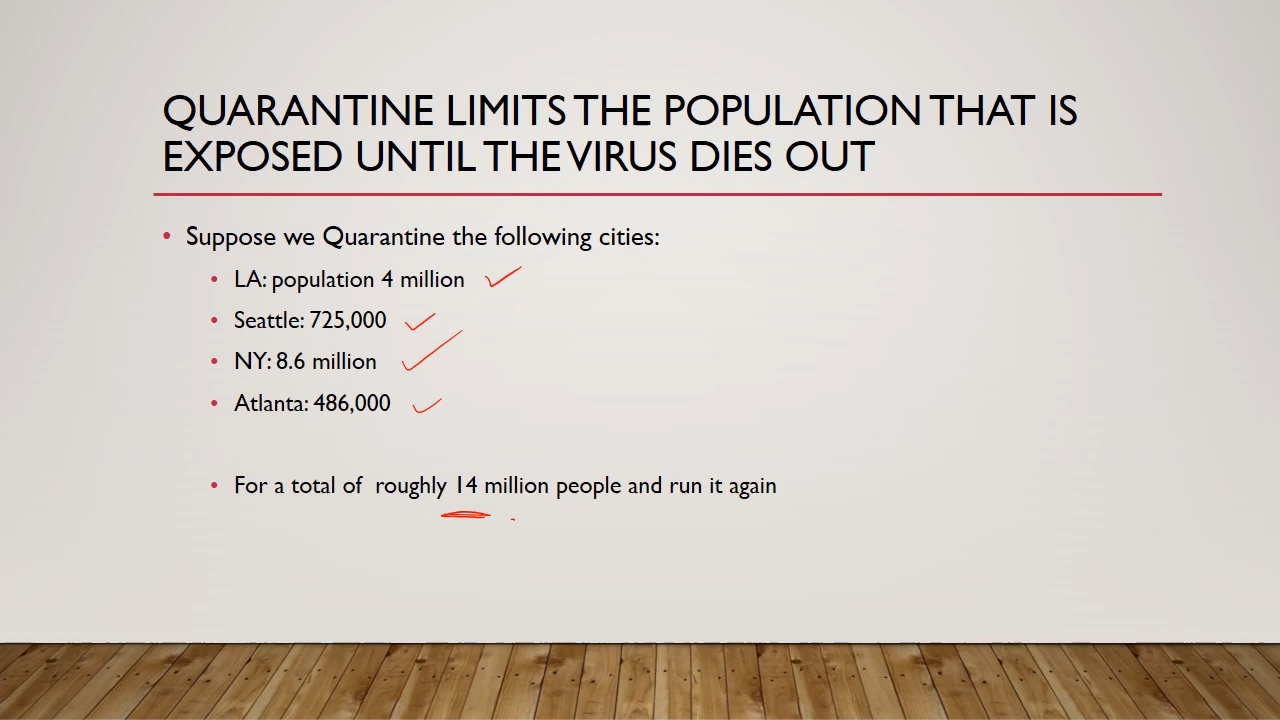 QUARANTINE LIMITS THE POPULATION THAT IS
EXPOSED UNTIL THE VIRUS DIES OUT
• Suppose we Quarantine the following cities:
• LA: population 4 million
• Seattle: 725,000
• NY: 8.6 million
• Atlanta: 486,000
• For a total of  roughly 14 million people and run it again